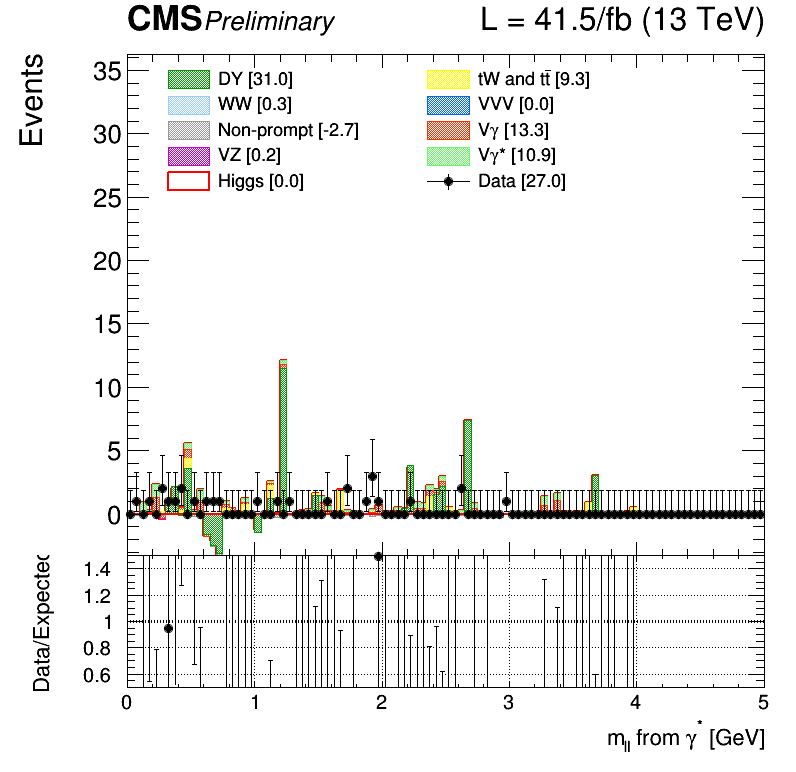 CMS Preliminary L = 41.5/fb (13 TeV)
Events
35
30
25
20
15
10
5
0
DY [31.0]
WW [0.3]
Non-prompt [-2.7]
VZ [0.2]
Higgs [0.0]
tW and tt̄ [9.3]
VVV [0.0]
Vγ [13.3]
Vγ* [10.9]
Data [27.0]
Data/Expected
1.4
1.2
1
0.8
0.6
0 1 2 3 4 5
m_ll from γ* [GeV]